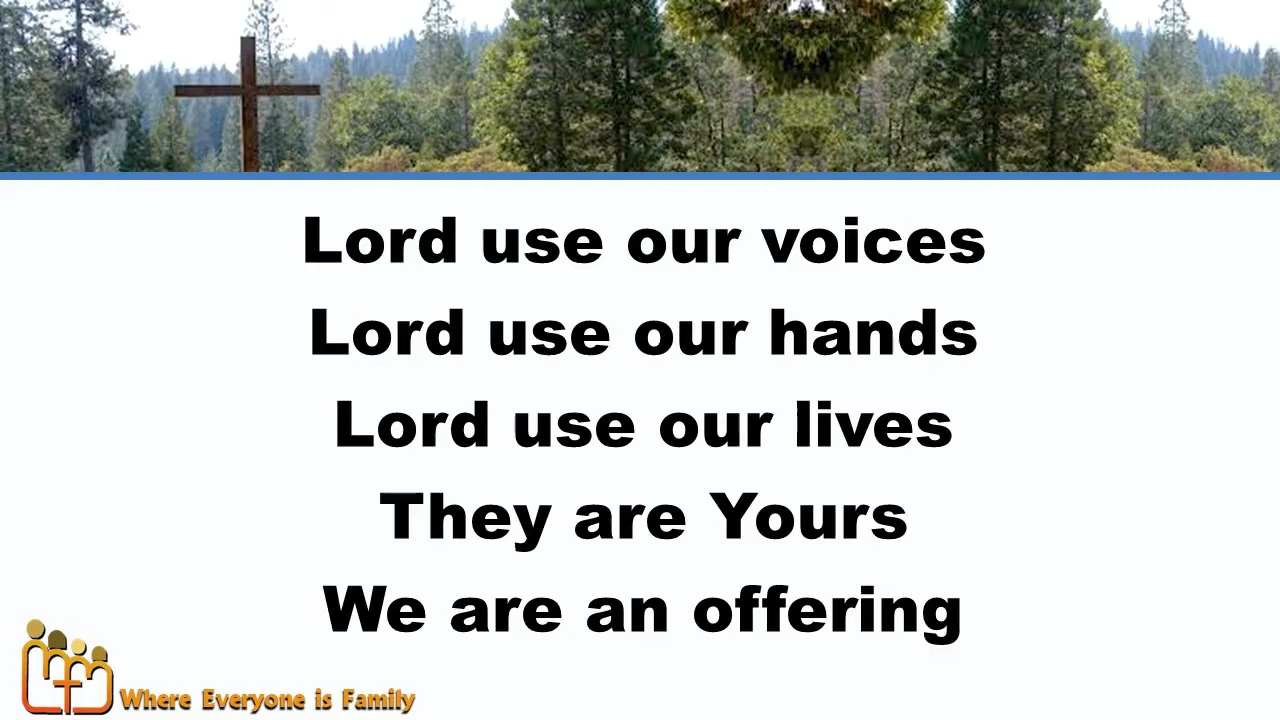 Lord use our voices
Lord use our hands
Lord use our lives
They are Yours
We are an offering
Where Everyone is Family